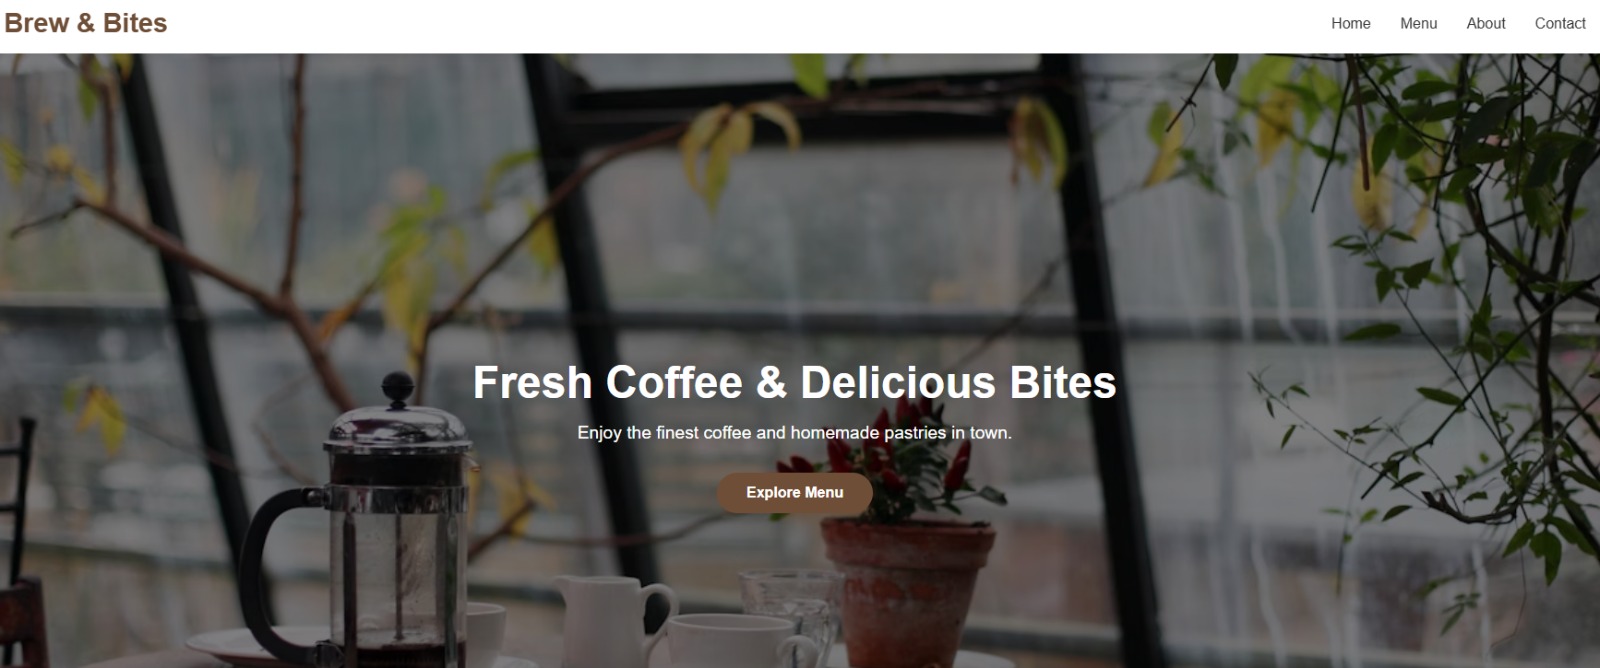 Brew & Bites
Home Menu About Contact
Fresh Coffee & Delicious Bites
Enjoy the finest coffee and homemade pastries in town.
Explore Menu